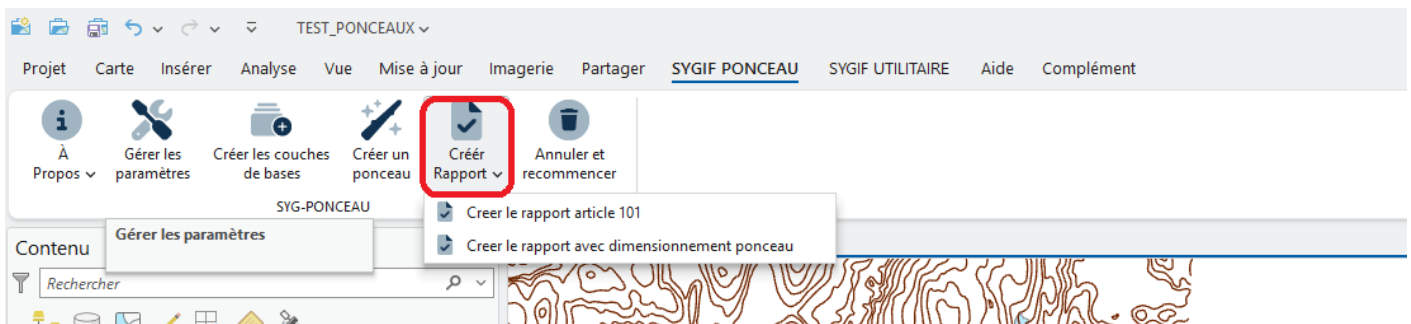 TEST_PONCEAUX
Projet Carte Insérer Analyse Vue Mise à jour Imagerie Partager SYGIF PONCEAU SYGIF UTILITAIRE Aide Complément
À Gérer les Créer les couches Créer un Créér Annuler et
Propos paramètres de bases ponceau Rapport recommencer
SYG-PONCEAU
Creer le rapport article 101
Gérer les paramètres
Contenu
Creer le rapport avec dimensionnement ponceau
Rechercher